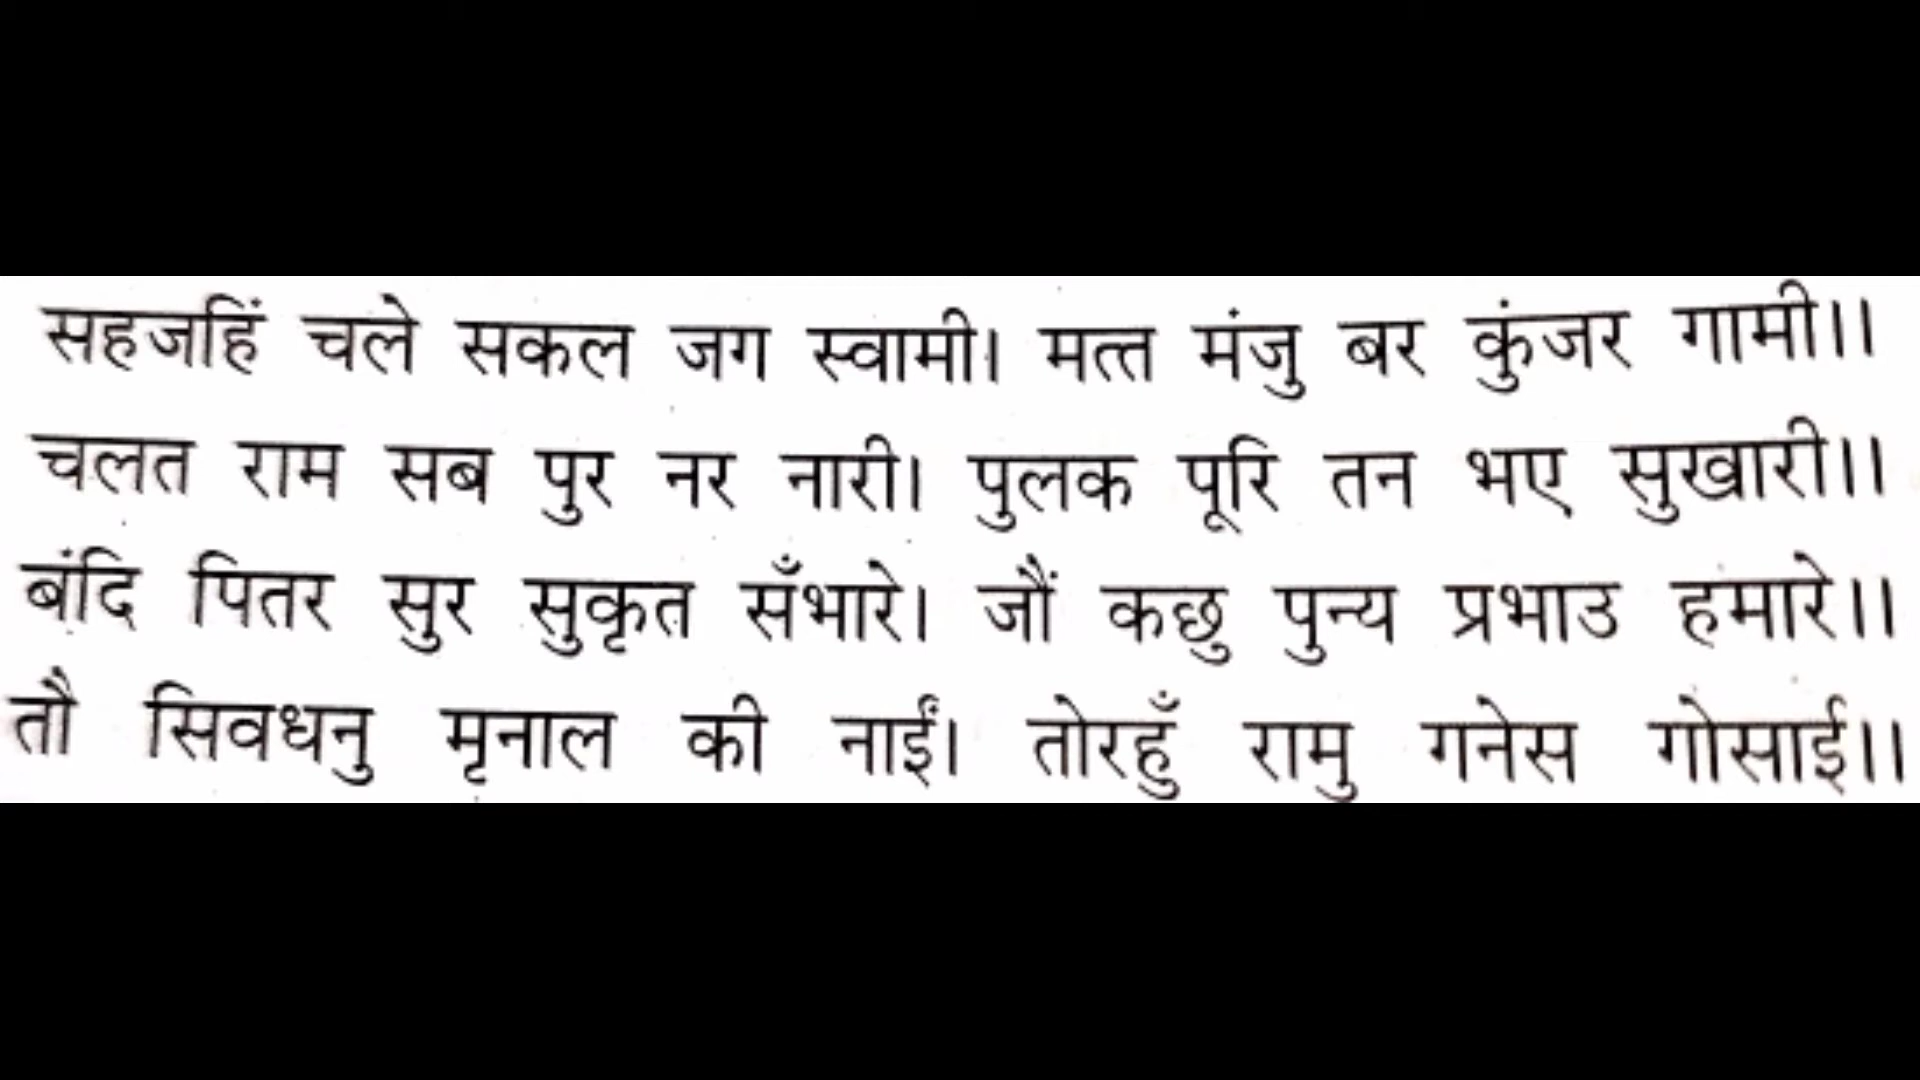 सहजहिं चले सकल जग स्वामी। मत्त मंजु बर कुंजर गामी।।
चलत राम सब पुर नर नारी। पुलक पूरि तन भए सुखारी।।
बंदि पितर सुर सुकृत सँभारे। जौं कछु पुन्य प्रभाउ हमारे।।
तौ सिवधनु मृनाल की नाईं। तोरहुँ रामु गनेस गोसाई।।